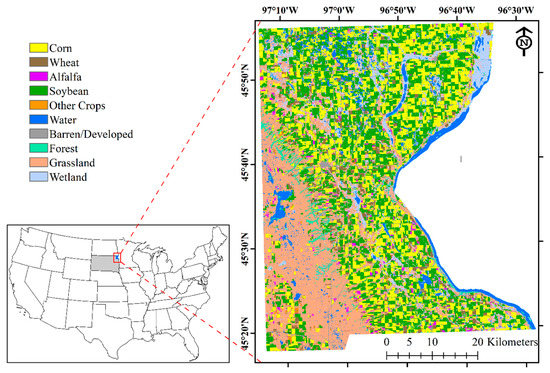 97°10'W 97°0'W 96°50'W 96°40'W 96°30'W
N
Corn
Wheat
Alfalfa
Soybean
Other Crops
Water
Barren/Developed
Forest
Grassland
Wetland
45°50'N
45°40'N
45°30'N
45°20'N
0 5 10 20 Kilometers